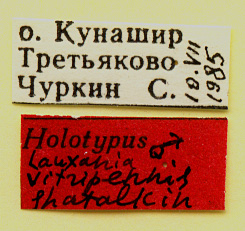 о. Кунашир
Третьяково
Чуркин С.
10.VII
1985
Holotypus ♂
Lauxania
vitripennis
Shatalkin